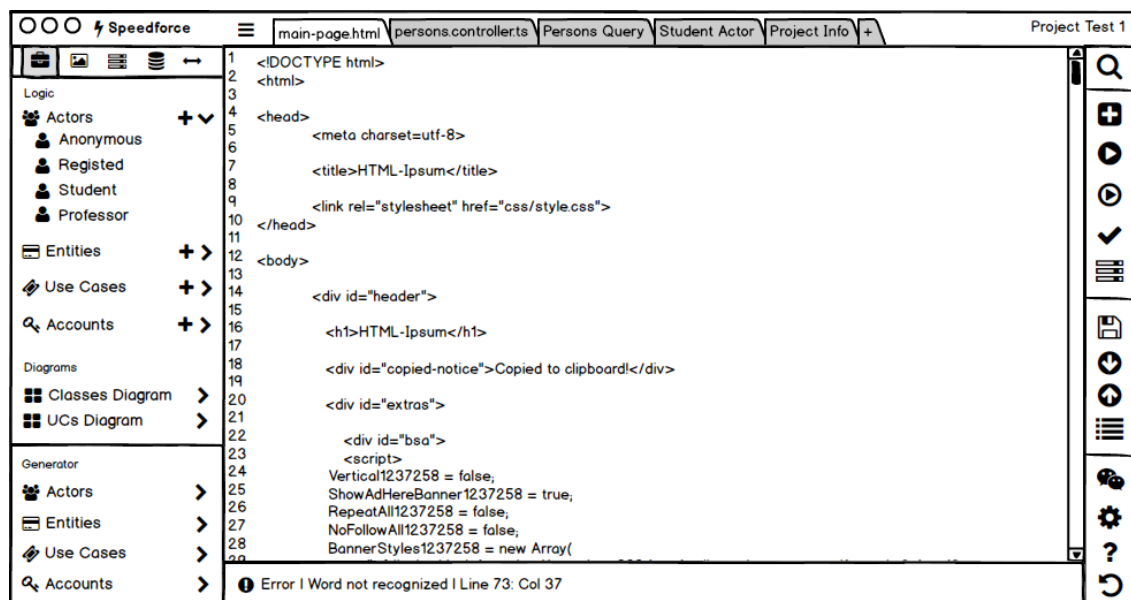 Speedforce
main-page.html persons.controller.ts Persons Query Student Actor Project Info +
Project Test 1
Logic
Actors
Anonymous
Registed
Student
Professor
Entities
Use Cases
Accounts
Diagrams
Classes Diagram
UCs Diagram
Generator
Actors
Entities
Use Cases
Accounts
1 <!DOCTYPE html>
2 <html>
3
4 <head>
5 <meta charset=utf-8>
6
7 <title>HTML-Ipsum</title>
8
9 <link rel="stylesheet" href="css/style.css">
10 </head>
11
12 <body>
13
14 <div id="header">
15
16 <h1>HTML-Ipsum</h1>
17
18 <div id="copied-notice">Copied to clipboard!</div>
19
20 <div id="extras">
21
22 <div id="bsa">
23 <script>
24 Vertical1237258 = false;
25 ShowAdHereBanner1237258 = true;
26 RepeatAll1237258 = false;
27 NoFollowAll1237258 = false;
28 BannerStyles1237258 = new Array(
Error | Word not recognized | Line 73: Col 37